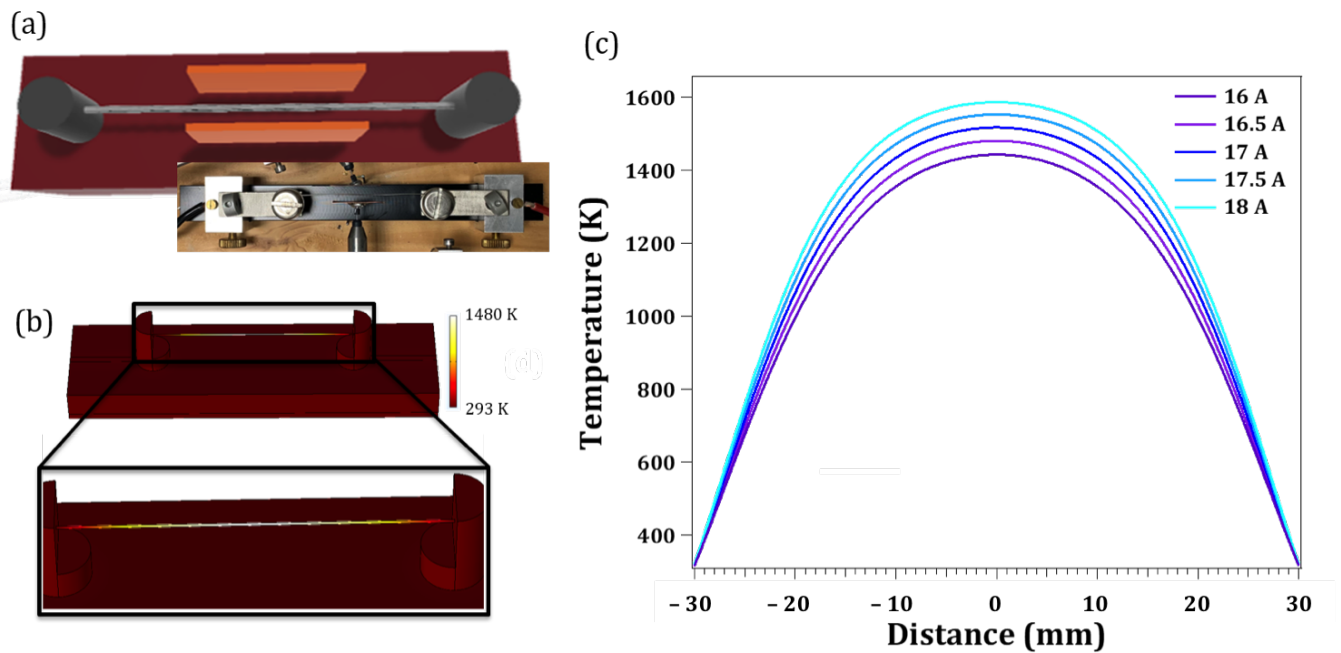 (a)
(b)
1480 K
293 K
(d)
(c)
Temperature (K)
1600
1400
1200
1000
800
600
400
16 A
16.5 A
17 A
17.5 A
18 A
– 30
– 20
– 10
0
10
20
30
Distance (mm)